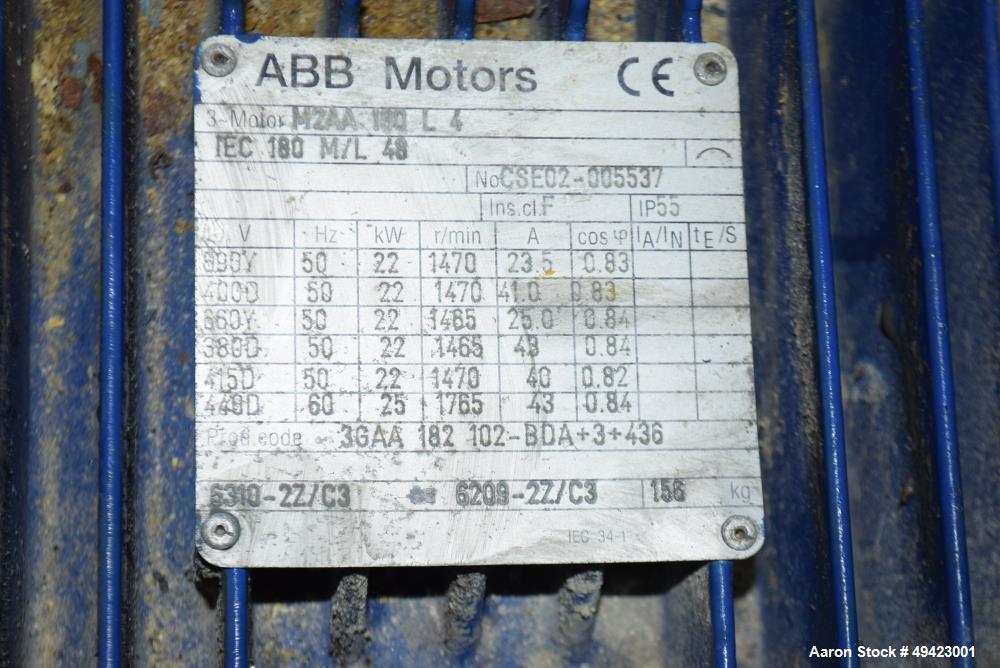 ABB Motors CE
3~Motor M2AA 180 L 4
IEC 180 M/L 48
No CSE02-005537
Ins.cl. F IP 55
V Hz kW r/min A cos φ IA/IN tE/S
690Y 50 22 1470 23.5 0.83
400D 50 22 1470 41.0 0.83
660Y 50 22 1465 25.0 0.84
380D 50 22 1465 43 0.84
415D 50 22 1470 40 0.82
440D 60 25 1765 43 0.84
Prod.code 3GAA 182 102-BDA+3+436
6310-2Z/C3 6209-2Z/C3 156 kg
IEC 34-1
Aaron Stock # 49423001